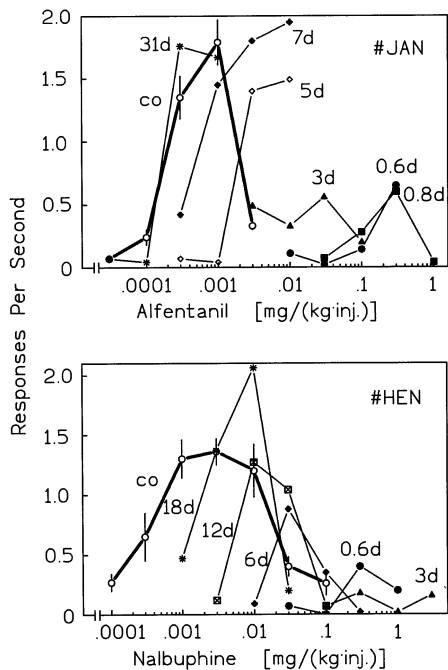 2.0
31d
7d
#JAN
1.5
co
5d
1.0
Responses Per Second
3d
0.6d
0.8d
0.5
0
.0001 .001 .01 .1 1
Alfentanil [mg/(kg·inj.)]
2.0
#HEN
1.5
co
18d
1.0
12d
6d
0.6d
0.5
3d
0
.0001 .001 .01 .1 1
Nalbuphine [mg/(kg·inj.)]